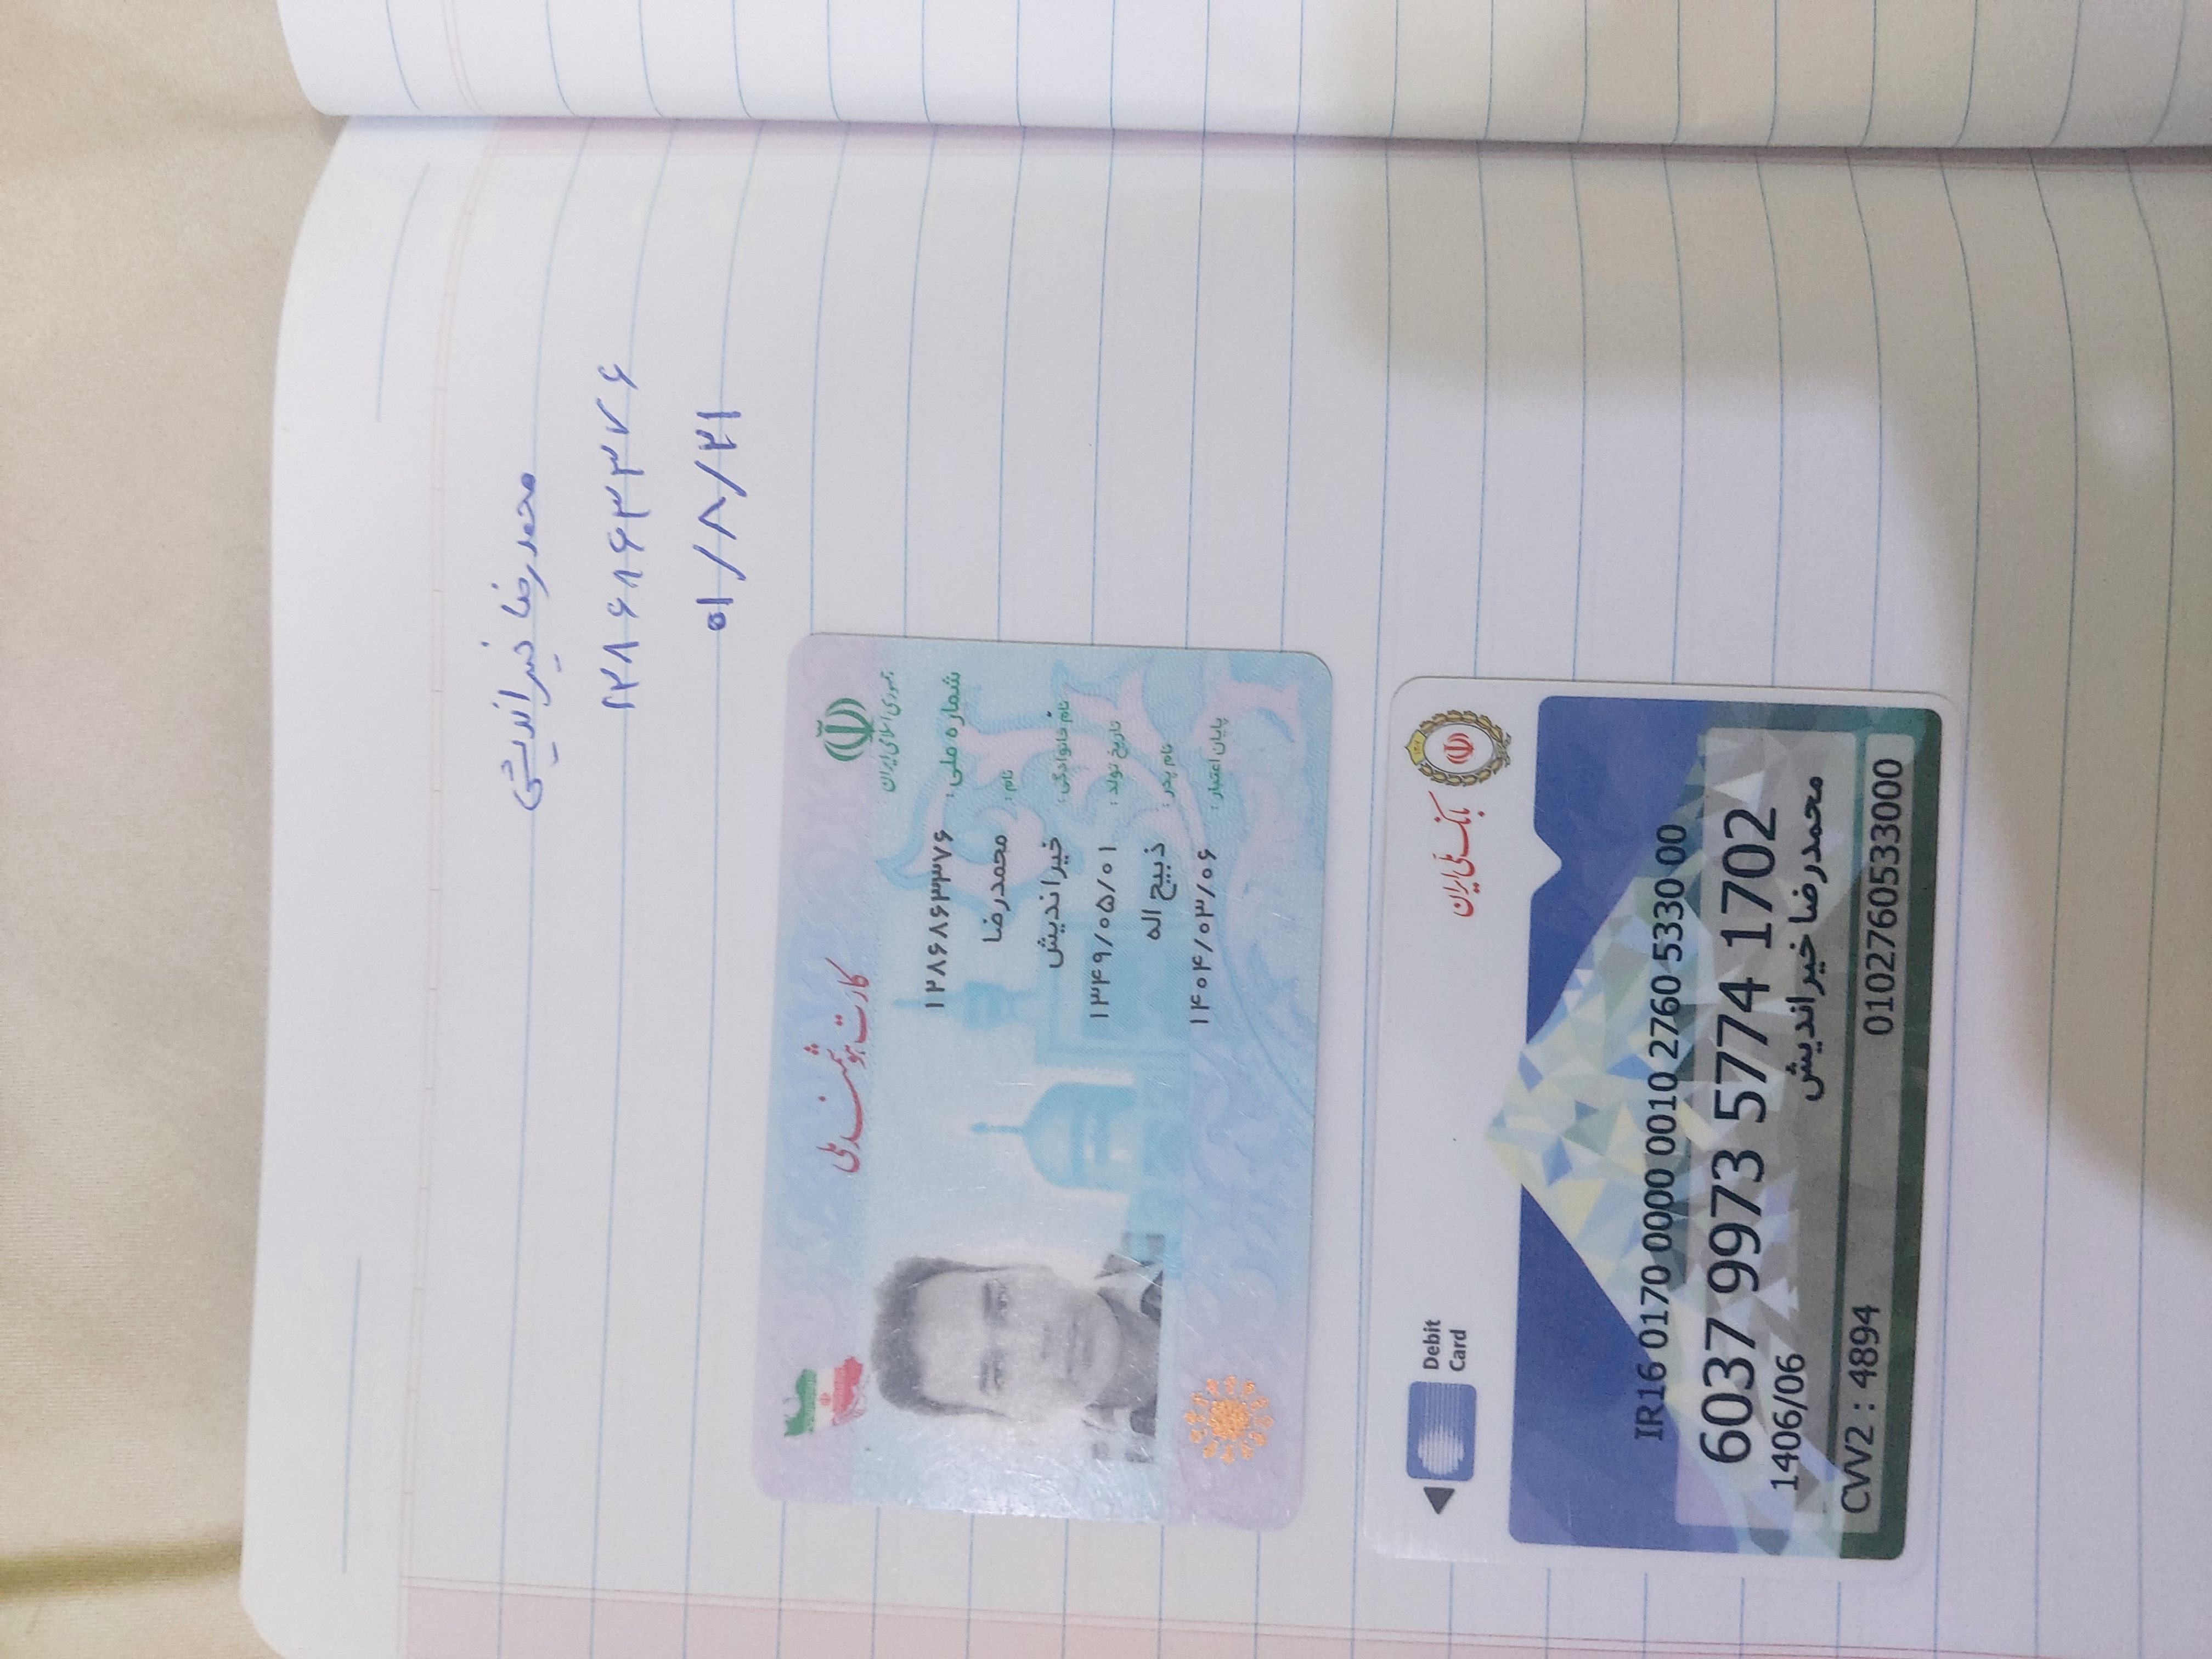 محمدرضا خیراندیش
۱۲۸۶۸۶۳۳۷۶
۰۱/۸/۲۱
جمهوری اسلامی ایران
کارت هوشمند ملی
شماره ملی: ۱۲۸۶۸۶۳۳۷۶
نام: محمدرضا
نام خانوادگی: خیراندیش
تاریخ تولد: ۱۳۴۹/۰۵/۰۱
نام پدر: ذبیح اله
پایان اعتبار: ۱۴۰۴/۰۳/۰۶
بانک ملی ایران
Debit
Card
IR16 0170 0000 0010 2760 5330 00
6037 9973 5774 1702
1406/06
محمدرضا خیراندیش
CVV2 : 4894
0102760533000